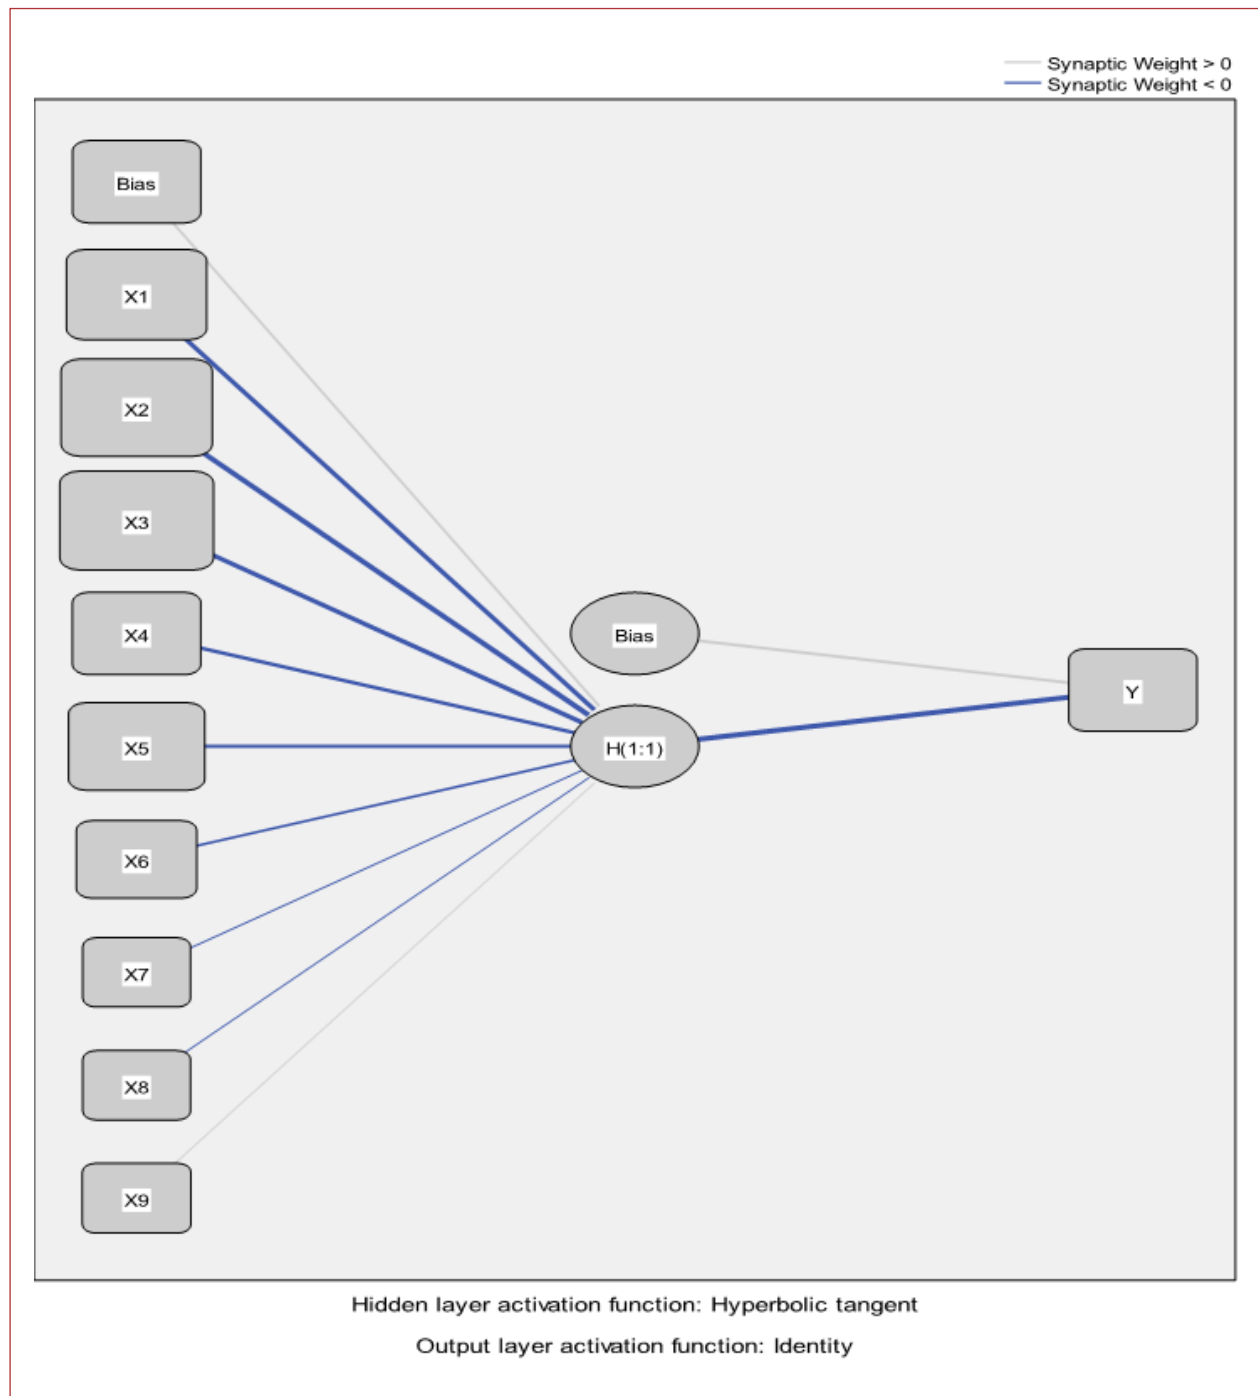 Synaptic Weight > 0
Synaptic Weight < 0
Bias
X1
X2
X3
X4
X5
X6
X7
X8
X9
Bias
H(1:1)
Y
Hidden layer activation function: Hyperbolic tangent
Output layer activation function: Identity